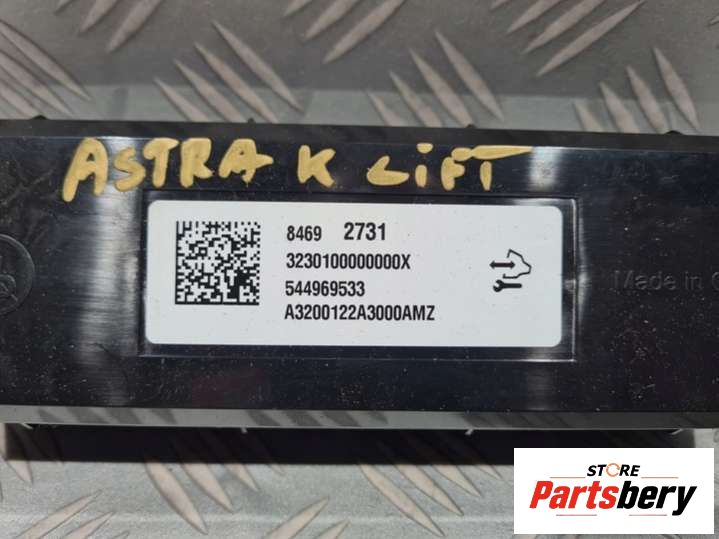 ASTRA K LIFT
8469 2731
3230100000000X
544969533
A3200122A3000AMZ
Made in
STORE
Partsbery